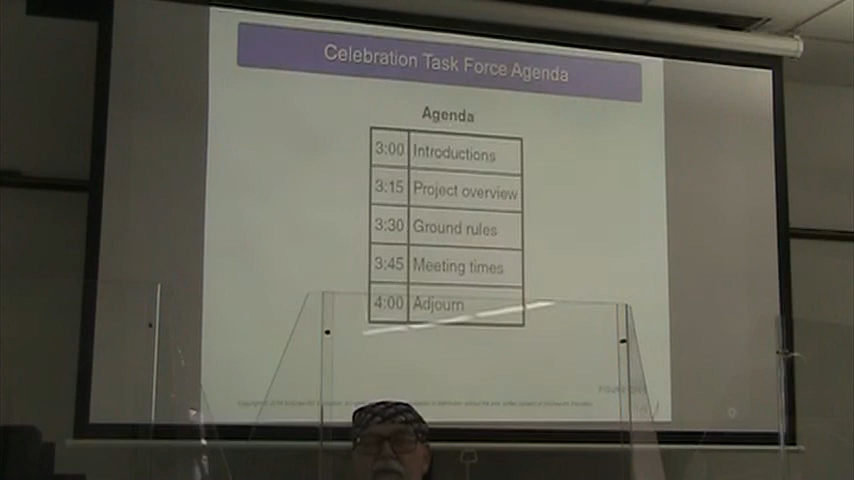 Celebration Task Force Agenda
Agenda
3:00 Introductions
3:15 Project overview
3:30 Ground rules
3:45 Meeting times
4:00 Adjourn
FIGURE